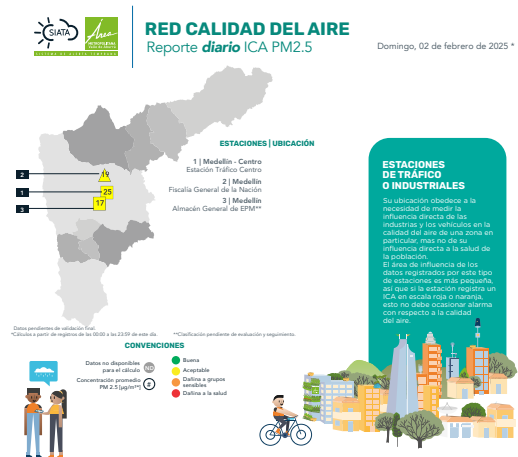 SIATA
Área
METROPOLITANA
Valle de Aburrá
RED CALIDAD DEL AIRE
Reporte diario ICA PM2.5
Domingo, 02 de febrero de 2025 *
ESTACIONES | UBICACIÓN
1 | Medellín - Centro
Estación Tráfico Centro
2 | Medellín
Fiscalía General de la Nación
3 | Medellín
Almacén General de EPM**
2
19
1
25
3
17
ESTACIONES
DE TRÁFICO
O INDUSTRIALES
Su ubicación obedece a la
necesidad de medir la
influencia directa de las
industrias y los vehículos en la
calidad del aire de una zona en
particular, mas no de su
influencia directa a la salud de
la población.
El área de influencia de los
datos registrados por este tipo
de estaciones es más pequeña,
así que si la estación registra un
ICA en escala roja o naranja,
esto no debe ocasionar alarma
con respecto a la calidad
del aire.
Datos pendientes de validación final.
*Cálculos a partir de registros de las 00:00 a las 23:59 de este día.
**Clasificación pendiente de evaluación y seguimiento.
CONVENCIONES
Datos no disponibles
para el cálculo
ND
Concentración promedio
PM 2.5 (µg/m**)
#
Buena
Aceptable
Dañina a grupos
sensibles
Dañina a la salud